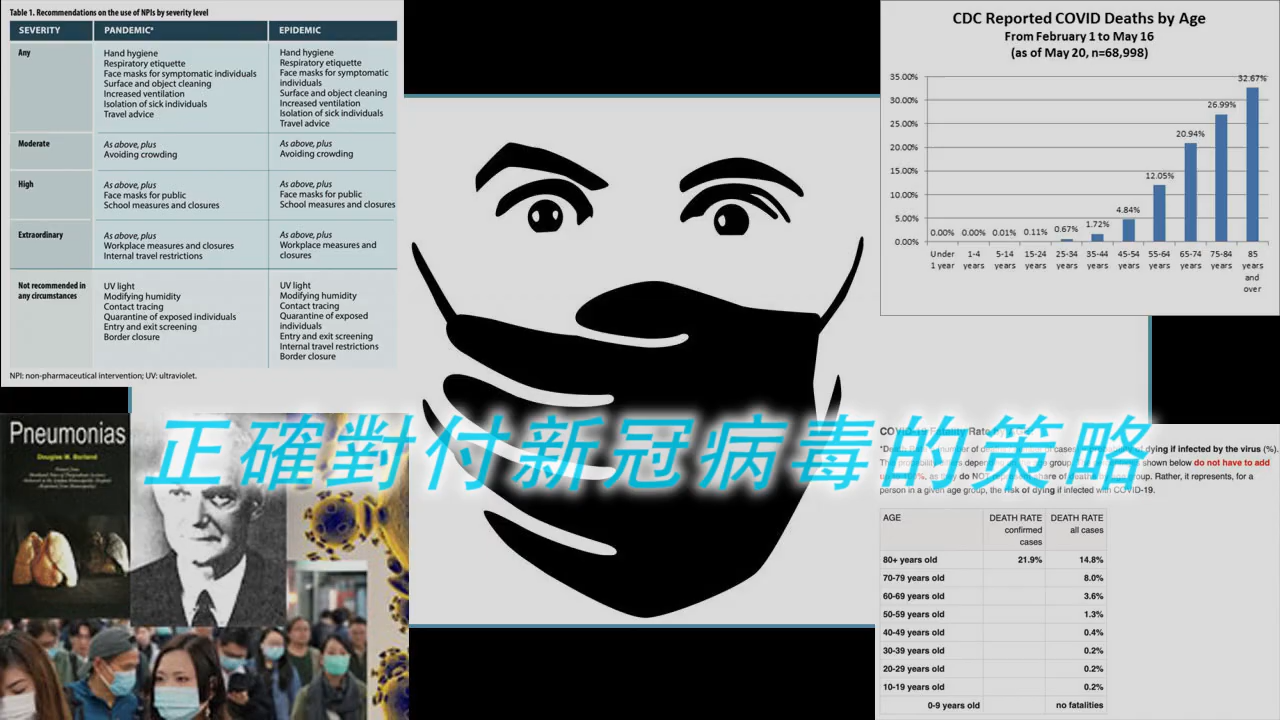 Table 1. Recommendations on the use of NPIs by severity level
SEVERITY PANDEMIC* EPIDEMIC
Any
Hand hygiene
Respiratory etiquette
Face masks for symptomatic individuals
Surface and object cleaning
Increased ventilation
Isolation of sick individuals
Travel advice
Hand hygiene
Respiratory etiquette
Face masks for symptomatic
individuals
Surface and object cleaning
Increased ventilation
Isolation of sick individuals
Travel advice
Moderate
As above, plus
Avoiding crowding
As above, plus
Avoiding crowding
High
As above, plus
Face masks for public
School measures and closures
As above, plus
Face masks for public
School measures and closures
Extraordinary
As above, plus
Workplace measures and closures
Internal travel restrictions
As above, plus
Workplace measures and
closures
Not recommended in
any circumstances
UV light
Modifying humidity
Contact tracing
Quarantine of exposed individuals
Entry and exit screening
Border closure
UV light
Modifying humidity
Contact tracing
Quarantine of exposed
individuals
Entry and exit screening
Internal travel restrictions
Border closure
NPI: non-pharmaceutical intervention; UV: ultraviolet.
CDC Reported COVID Deaths by Age
From February 1 to May 16
(as of May 20, n=68,998)
35.00%
30.00%
25.00%
20.00%
15.00%
10.00%
5.00%
0.00%
0.00% 0.00% 0.01% 0.11% 0.67% 1.72% 4.84% 12.05% 20.94% 26.99% 32.67%
Under 1-4 5-14 15-24 25-34 35-44 45-54 55-64 65-74 75-84 85
1 year years years years years years years years years years years
and
over
正確對付新冠病毒的策略
Pneumonias
Douglas M. Borland
dying if infected by the virus (%).
shown below do not have to add
Rather, it represents, for a
person in a given age group, the risk of dying if infected with COVID-19.
AGE DEATH RATE DEATH RATE
confirmed all cases
cases
80+ years old 21.9% 14.8%
70-79 years old 8.0%
60-69 years old 3.6%
50-59 years old 1.3%
40-49 years old 0.4%
30-39 years old 0.2%
20-29 years old 0.2%
10-19 years old 0.2%
0-9 years old no fatalities